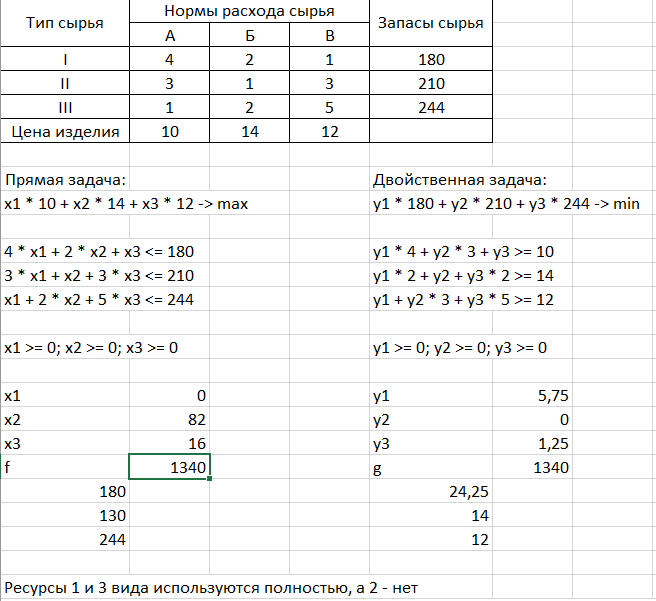 Тип сырья Нормы расхода сырья Запасы сырья
А Б В
I 4 2 1 180
II 3 1 3 210
III 1 2 5 244
Цена изделия 10 14 12
Прямая задача: Двойственная задача:
x1 * 10 + x2 * 14 + x3 * 12 -> max y1 * 180 + y2 * 210 + y3 * 244 -> min
4 * x1 + 2 * x2 + x3 <= 180 y1 * 4 + y2 * 3 + y3 >= 10
3 * x1 + x2 + 3 * x3 <= 210 y1 * 2 + y2 + y3 * 2 >= 14
x1 + 2 * x2 + 5 * x3 <= 244 y1 + y2 * 3 + y3 * 5 >= 12
x1 >= 0; x2 >= 0; x3 >= 0 y1 >= 0; y2 >= 0; y3 >= 0
x1 0 y1 5,75
x2 82 y2 0
x3 16 y3 1,25
f 1340 g 1340
180 24,25
130 14
244 12
Ресурсы 1 и 3 вида используются полностью, а 2 - нет